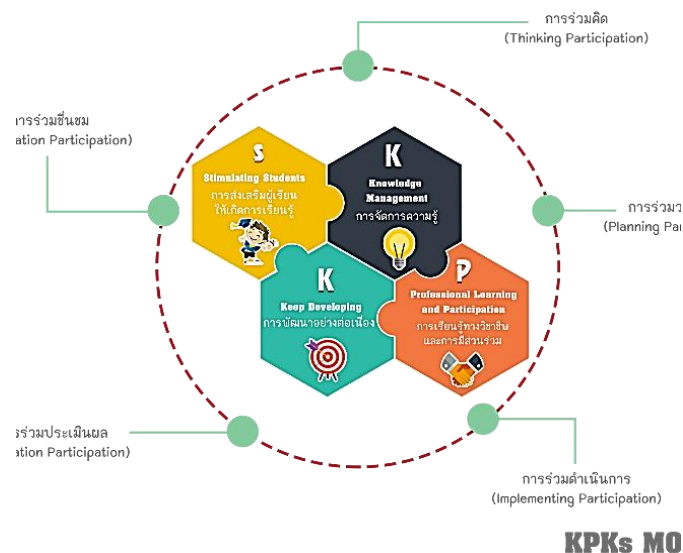 การร่วมคิด
(Thinking Participation)
การร่วมชื่นชม
ation Participation)
S
Stimulating Students
การส่งเสริมผู้เรียน
ให้เกิดการเรียนรู้
K
Knowledge
Management
การจัดการความรู้
การร่วมว
(Planning Par
K
Keep Developing
การพัฒนาอย่างต่อเนื่อง
P
Professional Learning
and Participation
การเรียนรู้ทางวิชาชีพ
และการมีส่วนร่วม
รร่วมประเมินผล
ation Participation)
การร่วมดำเนินการ
(Implementing Participation)
KPKs MO